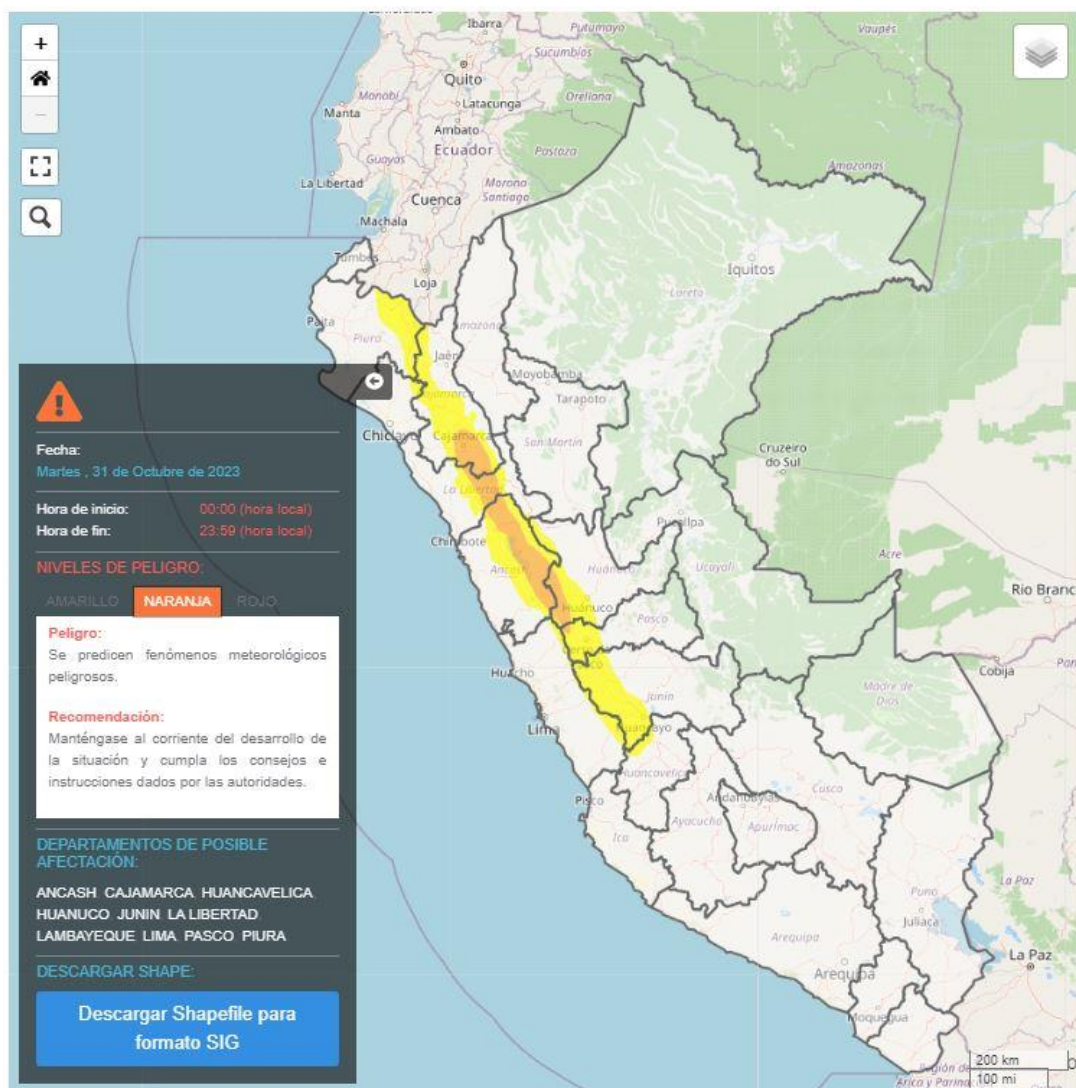 Ibarra
Putumayo
Vaupés
Sucumbíos
Quito
Manabí
Latacunga
Orellana
Manta
Ambato
Ecuador
Pastaza
Amazonas
Guayas
La Libertad
Morona
Santiago
Cuenca
Machala
Tumbes
Loja
Iquitos
Loreto
Paita
Piura
Amazonas
Jaén
Moyobamba
Tarapoto
Cajamarca
Chiclayo
Cajamarca
San Martín
Cruzeiro
do Sul
La Libertad
Pucallpa
Chimbote
Ancash
Huánuco
Ucayali
Acre
Rio Branc
Huánuco
Pasco
Huacho
Junín
Cobija
Madre de
Dios
Lima
Huancayo
Huancavelica
Cusco
Pisco
Andahuaylas
Ayacucho
Apurímac
Ica
La Paz
Puno
Juliaca
Arequipa
La Paz
Arequipa
Moquegua
200 km
100 mi
Arica y Parinac
Fecha:
Martes , 31 de Octubre de 2023
Hora de inicio: 00:00 (hora local)
Hora de fin: 23:59 (hora local)
NIVELES DE PELIGRO:
AMARILLO NARANJA ROJO
Peligro:
Se predicen fenómenos meteorológicos
peligrosos.
Recomendación:
Manténgase al corriente del desarrollo de
la situación y cumpla los consejos e
instrucciones dados por las autoridades.
DEPARTAMENTOS DE POSIBLE
AFECTACIÓN:
ANCASH CAJAMARCA HUANCAVELICA
HUANUCO JUNIN LA LIBERTAD
LAMBAYEQUE LIMA PASCO PIURA
DESCARGAR SHAPE:
Descargar Shapefile para
formato SIG